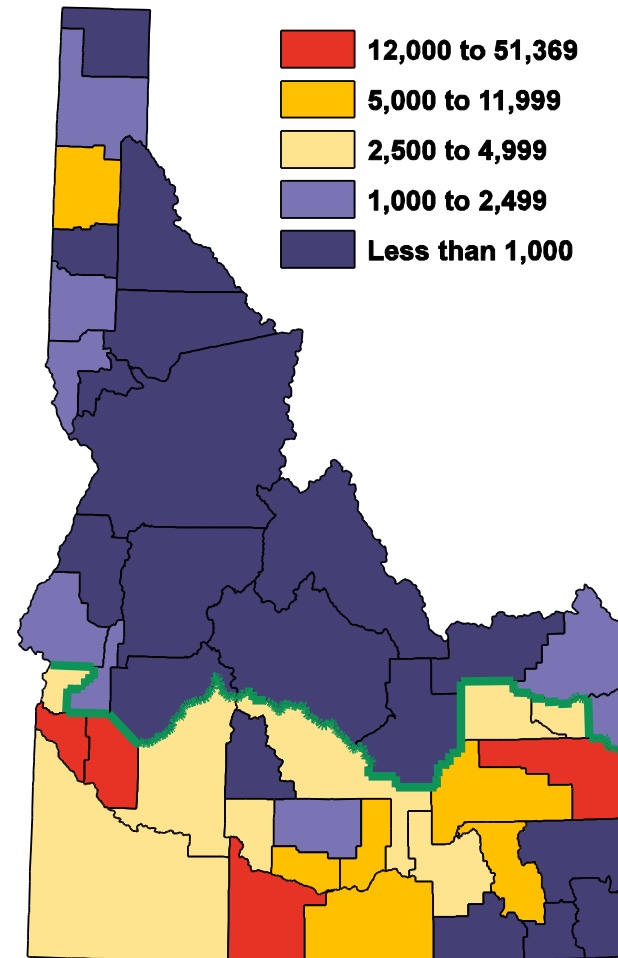 12,000 to 51,369
5,000 to 11,999
2,500 to 4,999
1,000 to 2,499
Less than 1,000